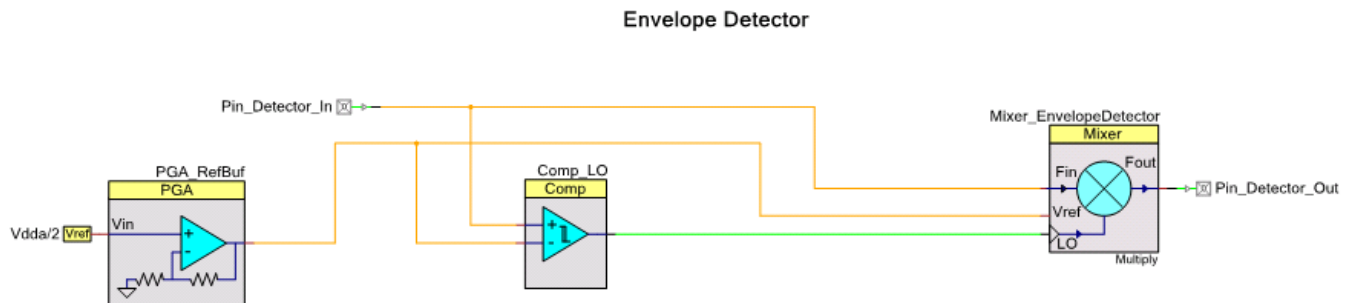 Envelope Detector
Pin_Detector_In
Mixer_EnvelopeDetector
Mixer
PGA_RefBuf
PGA
Comp_LO
Comp
Fin
Fout
Pin_Detector_Out
Vdda/2
Vref
Vin
+
-
+
-
Vref
LO
Multiply